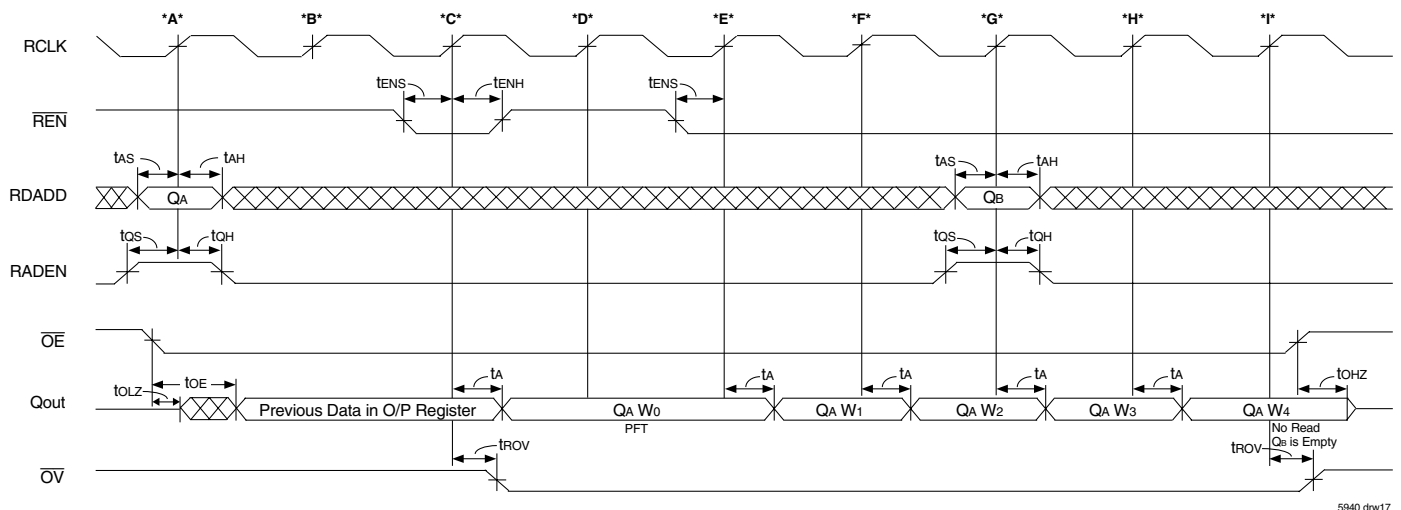 *A* *B* *C* *D* *E* *F* *G* *H* *I*
RCLK
tENS tENH tENS
REN
tAS tAH tAS tAH
RDADD QA QB
tQS tQH tQS tQH
RADEN
OE
tOLZ tOE tA tA tA tA tA tOHZ
Qout Previous Data in O/P Register QA W0 QA W1 QA W2 QA W3 QA W4
PFT No Read
QB is Empty
tROV tROV
OV
5940 drw17